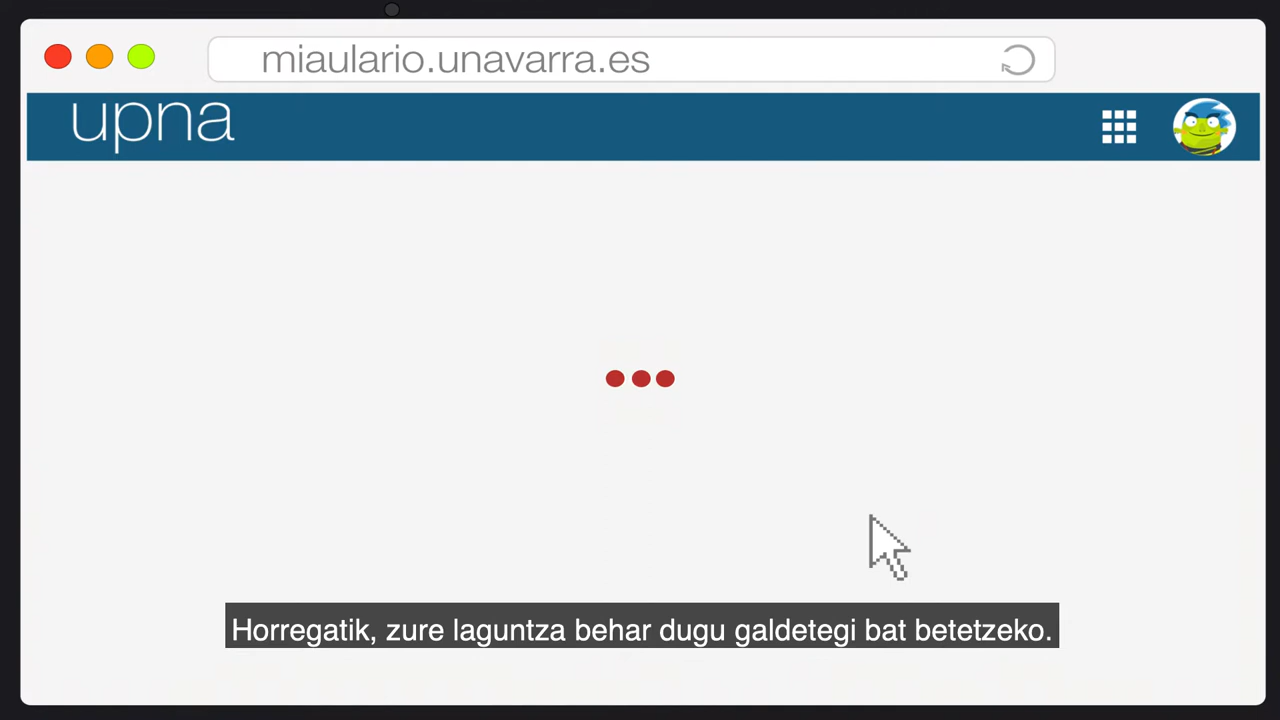 miaulario.unavarra.es
upna
Horregatik, zure laguntza behar dugu galdetegi bat betetzeko.